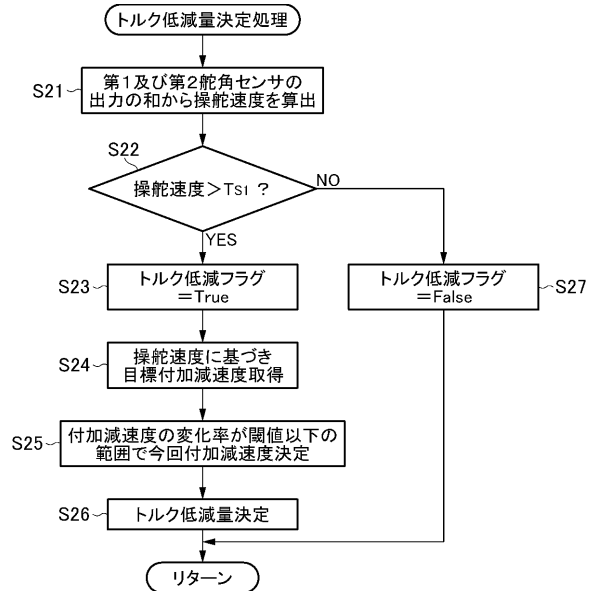 トルク低減量決定処理
S21
第1及び第2舵角センサの
出力の和から操舵速度を算出
S22
操舵速度＞TS1 ？
NO
YES
S23
トルク低減フラグ
＝True
トルク低減フラグ
＝False
S27
S24
操舵速度に基づき
目標付加減速度取得
S25
付加減速度の変化率が閾値以下の
範囲で今回付加減速度決定
S26
トルク低減量決定
リターン